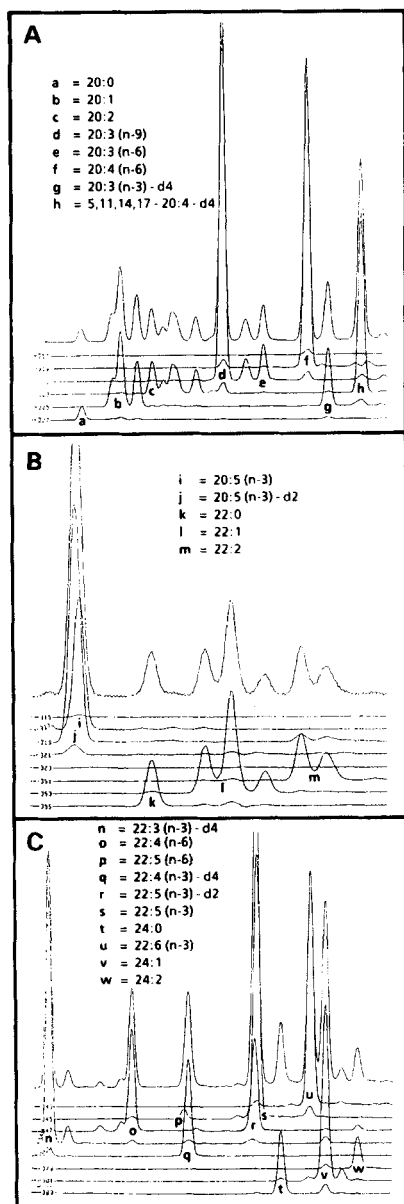 A
a = 20:0
b = 20:1
c = 20:2
d = 20:3 (n-9)
e = 20:3 (n-6)
f = 20:4 (n-6)
g = 20:3 (n-3) - d4
h = 5,11,14,17 - 20:4 - d4
d
f
b
c
e
g
h
a
B
i = 20:5 (n-3)
j = 20:5 (n-3) - d2
k = 22:0
l = 22:1
m = 22:2
i
j
l
m
k
C
n = 22:3 (n-3) - d4
o = 22:4 (n-6)
p = 22:5 (n-6)
q = 22:4 (n-3) - d4
r = 22:5 (n-3) - d2
s = 22:5 (n-3)
t = 24:0
u = 22:6 (n-3)
v = 24:1
w = 24:2
u
p
s
n
o
r
q
w
v
t